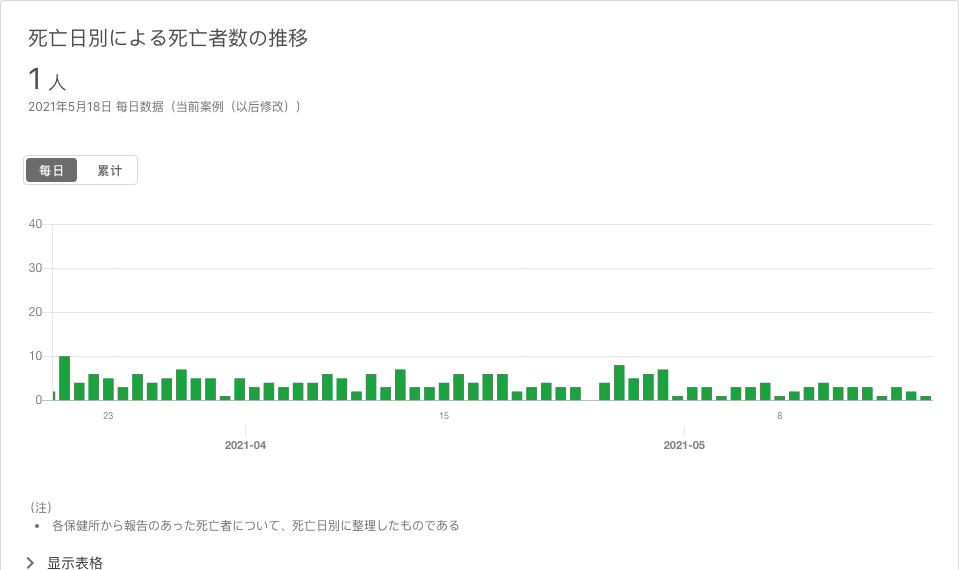 死亡日別による死亡者数の推移
1 人
2021年5月18日 每日数据（当前案例（以后修改））
每日 累计
40
30
20
10
0
23 15 8
2021-04 2021-05
（注）
• 各保健所から報告のあった死亡者について、死亡日別に整理したものである
显示表格